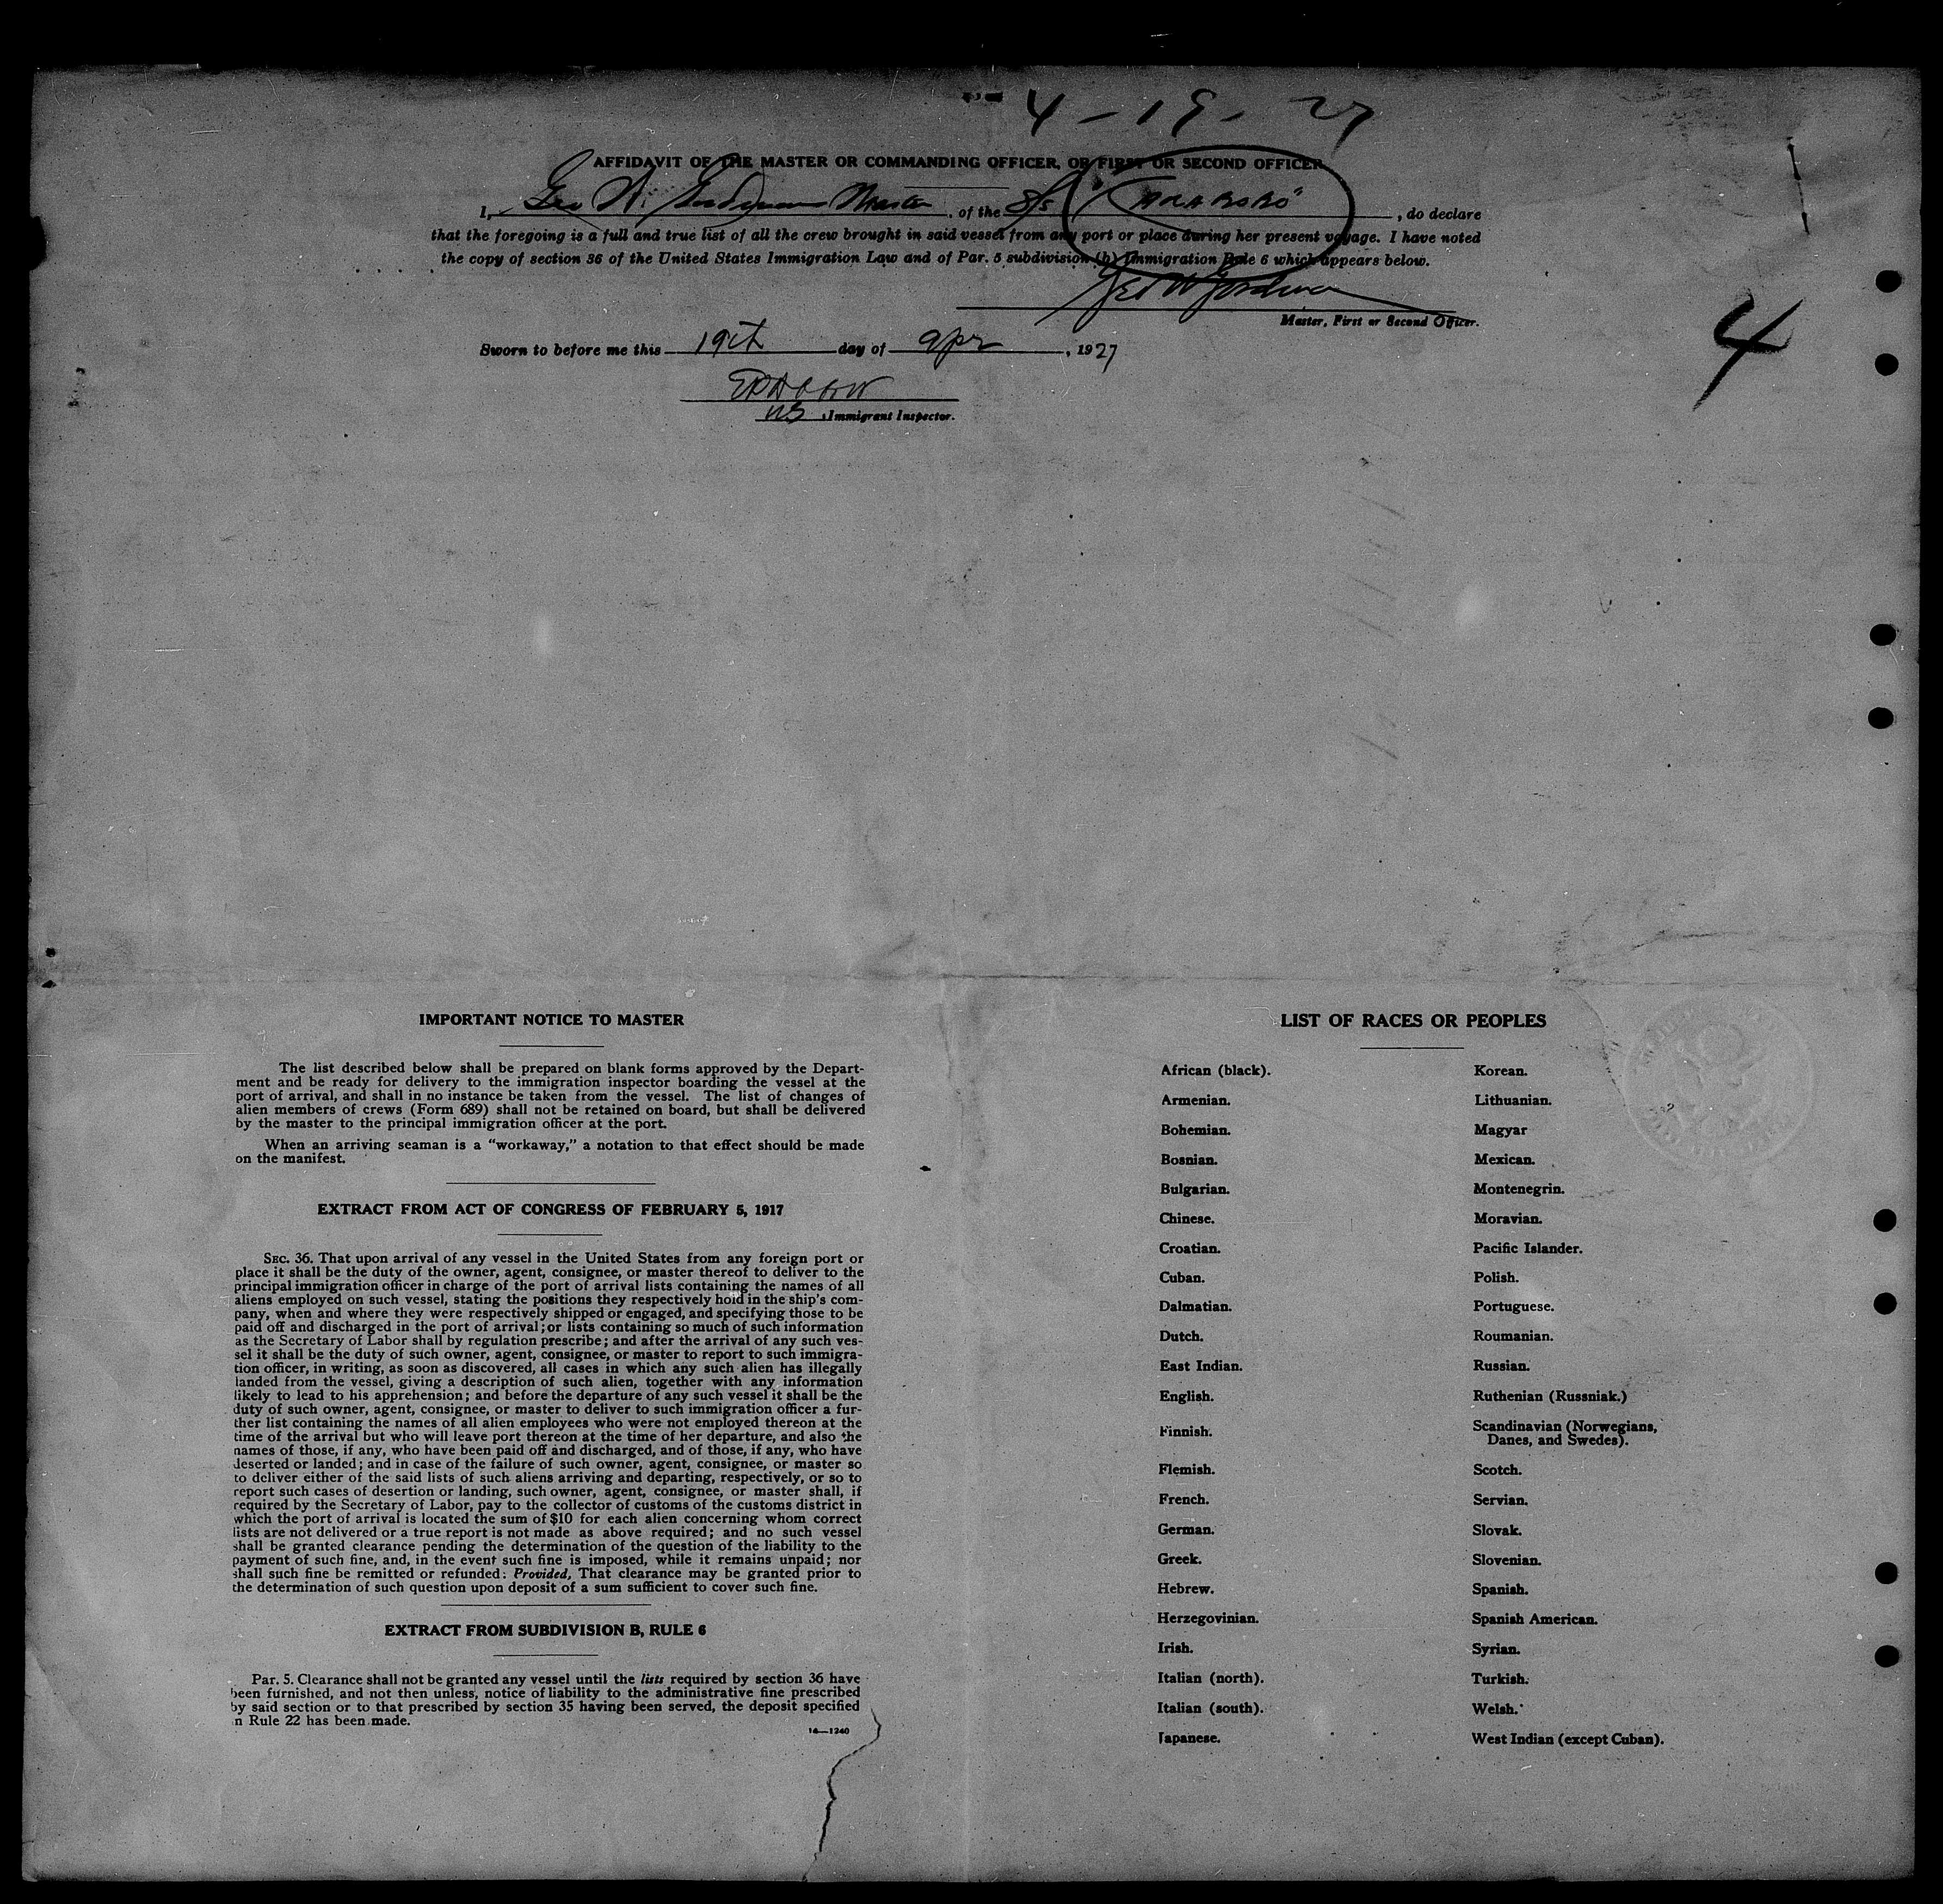 4-19-27
AFFIDAVIT OF THE MASTER OR COMMANDING OFFICER, OR FIRST OR SECOND OFFICER
I, Geo W. Master, of the S/s, do declare
that the foregoing is a full and true list of all the crew brought in said vessel from any port or place during her present voyage. I have noted
the copy of section 36 of the United States Immigration Law and of Par. 5 subdivision (b) Immigration Rule 6 which appears below.
Geo W
Master, First or Second Officer.
4
Sworn to before me this 19th day of Apr, 1927
US Immigrant Inspector.
IMPORTANT NOTICE TO MASTER
The list described below shall be prepared on blank forms approved by the Depart-
ment and be ready for delivery to the immigration inspector boarding the vessel at the
port of arrival, and shall in no instance be taken from the vessel. The list of changes of
alien members of crews (Form 689) shall not be retained on board, but shall be delivered
by the master to the principal immigration officer at the port.
When an arriving seaman is a "workaway," a notation to that effect should be made
on the manifest.
EXTRACT FROM ACT OF CONGRESS OF FEBRUARY 5, 1917
SEC. 36. That upon arrival of any vessel in the United States from any foreign port or
place it shall be the duty of the owner, agent, consignee, or master thereof to deliver to the
principal immigration officer in charge of the port of arrival lists containing the names of all
aliens employed on such vessel, stating the positions they respectively hold in the ship's com-
pany, when and where they were respectively shipped or engaged, and specifying those to be
paid off and discharged in the port of arrival; or lists containing so much of such information
as the Secretary of Labor shall by regulation prescribe; and after the arrival of any such ves-
sel it shall be the duty of such owner, agent, consignee, or master to report to such immigra-
tion officer, in writing, as soon as discovered, all cases in which any such alien has illegally
landed from the vessel, giving a description of such alien, together with any information
likely to lead to his apprehension; and before the departure of any such vessel it shall be the
duty of such owner, agent, consignee, or master to deliver to such immigration officer a fur-
ther list containing the names of all alien employees who were not employed thereon at the
time of the arrival but who will leave port thereon at the time of her departure, and also the
names of those, if any, who have been paid off and discharged, and of those, if any, who have
deserted or landed; and in case of the failure of such owner, agent, consignee, or master so
to deliver either of the said lists of such aliens arriving and departing, respectively, or so to
report such cases of desertion or landing, such owner, agent, consignee, or master shall, if
required by the Secretary of Labor, pay to the collector of customs of the customs district in
which the port of arrival is located the sum of $10 for each alien concerning whom correct
lists are not delivered or a true report is not made as above required; and no such vessel
shall be granted clearance pending the determination of the question of the liability to the
payment of such fine, and, in the event such fine is imposed, while it remains unpaid; nor
shall such fine be remitted or refunded: Provided, That clearance may be granted prior to
the determination of such question upon deposit of a sum sufficient to cover such fine.
EXTRACT FROM SUBDIVISION B, RULE 6
Par. 5. Clearance shall not be granted any vessel until the lists required by section 36 have
been furnished, and not then unless, notice of liability to the administrative fine prescribed
by said section or to that prescribed by section 35 having been served, the deposit specified
in Rule 22 has been made.
14—1240
LIST OF RACES OR PEOPLES
African (black).
Armenian.
Bohemian.
Bosnian.
Bulgarian.
Chinese.
Croatian.
Cuban.
Dalmatian.
Dutch.
East Indian.
English.
Finnish.
Flemish.
French.
German.
Greek.
Hebrew.
Herzegovinian.
Irish.
Italian (north).
Italian (south).
Japanese.
Korean.
Lithuanian.
Magyar
Mexican.
Montenegrin.
Moravian.
Pacific Islander.
Polish.
Portuguese.
Roumanian.
Russian.
Ruthenian (Russniak.)
Scandinavian (Norwegians,
Danes, and Swedes).
Scotch.
Servian.
Slovak.
Slovenian.
Spanish.
Spanish American.
Syrian.
Turkish.
Welsh.
West Indian (except Cuban).